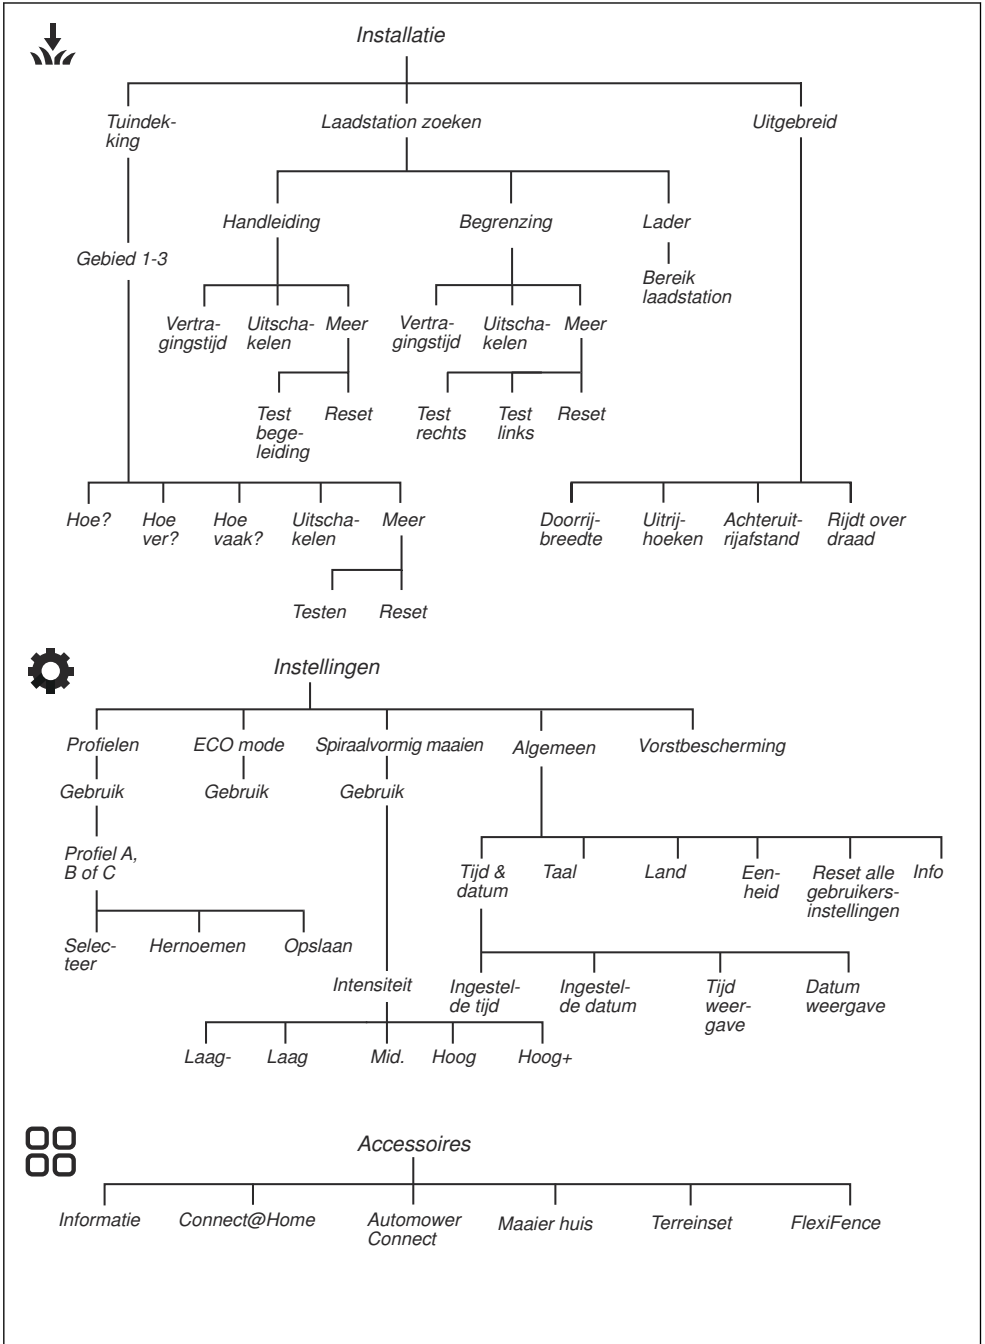 Installatie
Tuindek-
king
Laadstation zoeken
Uitgebreid
Handleiding
Begrenzing
Lader
Gebied 1-3
Bereik
laadstation
Vertra-
gingstijd
Uitscha-
kelen
Meer
Vertra-
gingstijd
Uitscha-
kelen
Meer
Test
bege-
leiding
Reset
Test
rechts
Test
links
Reset
Hoe?
Hoe
ver?
Hoe
vaak?
Uitscha-
kelen
Meer
Doorrij-
breedte
Uitrij-
hoeken
Achteruit-
rijafstand
Rijdt over
draad
Testen
Reset
Instellingen
Profielen
ECO mode
Spiraalvormig maaien
Algemeen
Vorstbescherming
Gebruik
Gebruik
Gebruik
Profiel A,
B of C
Tijd &
datum
Taal
Land
Een-
heid
Reset alle
gebruikers-
instellingen
Info
Selec-
teer
Hernoemen
Opslaan
Intensiteit
Ingestel-
de tijd
Ingestel-
de datum
Tijd
weer-
gave
Datum
weergave
Laag-
Laag
Mid.
Hoog
Hoog+
Accessoires
Informatie
Connect@Home
Automower
Connect
Maaier huis
Terreinset
FlexiFence